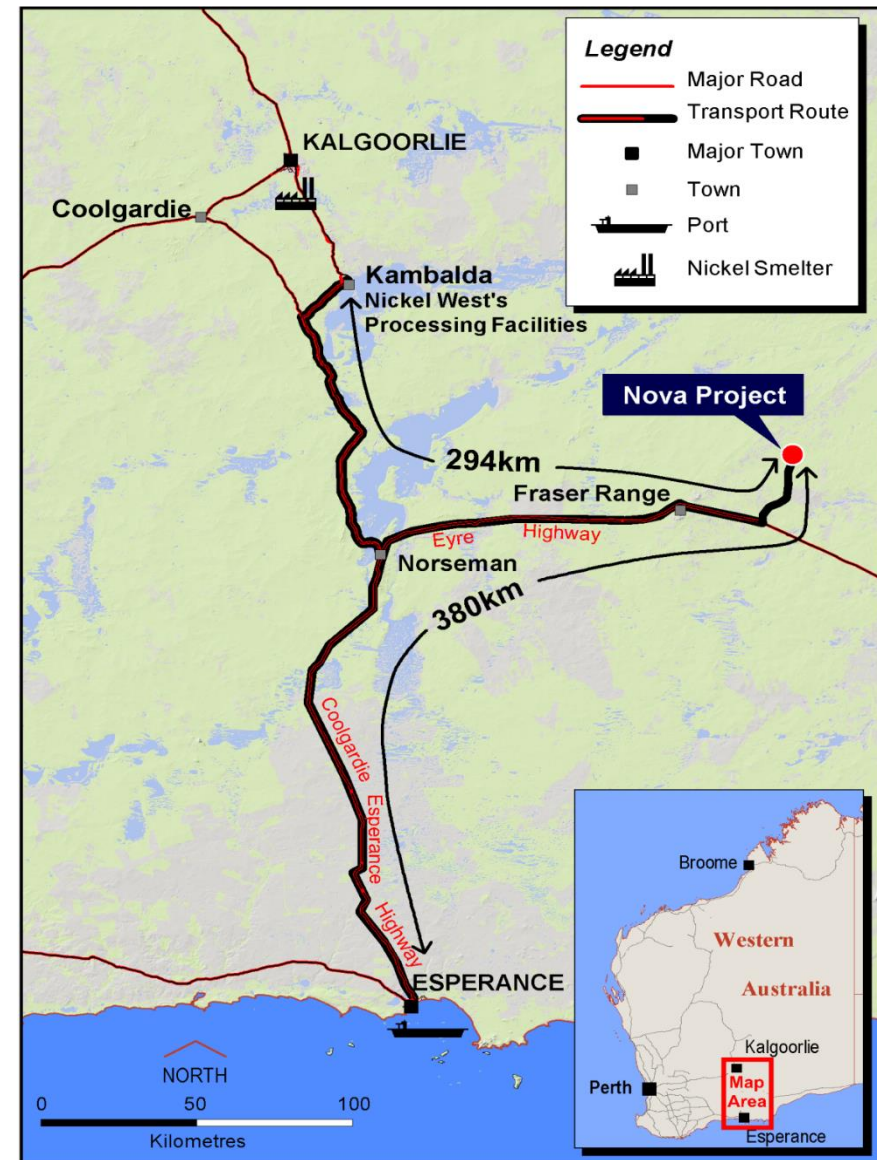 Legend
Major Road
Transport Route
Major Town
Town
Port
Nickel Smelter
KALGOORLIE
Coolgardie
Kambalda
Nickel West's
Processing Facilities
Nova Project
294km
Fraser Range
Eyre Highway
Norseman
380km
Coolgardie Esperance Highway
ESPERANCE
NORTH
0 50 100
Kilometres
Broome
Western
Australia
Kalgoorlie
Perth
Map
Area
Esperance